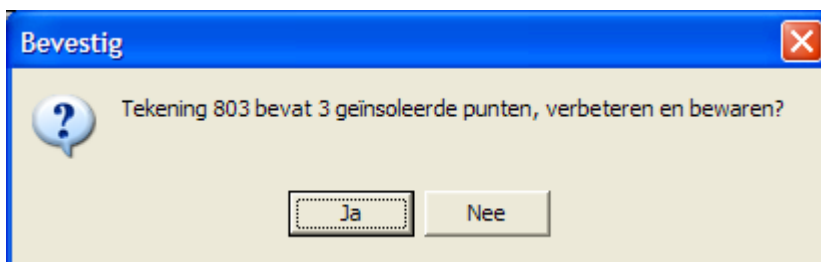 Bevestig
Tekening 803 bevat 3 geïnsoleerde punten, verbeteren en bewaren?
Ja
Nee